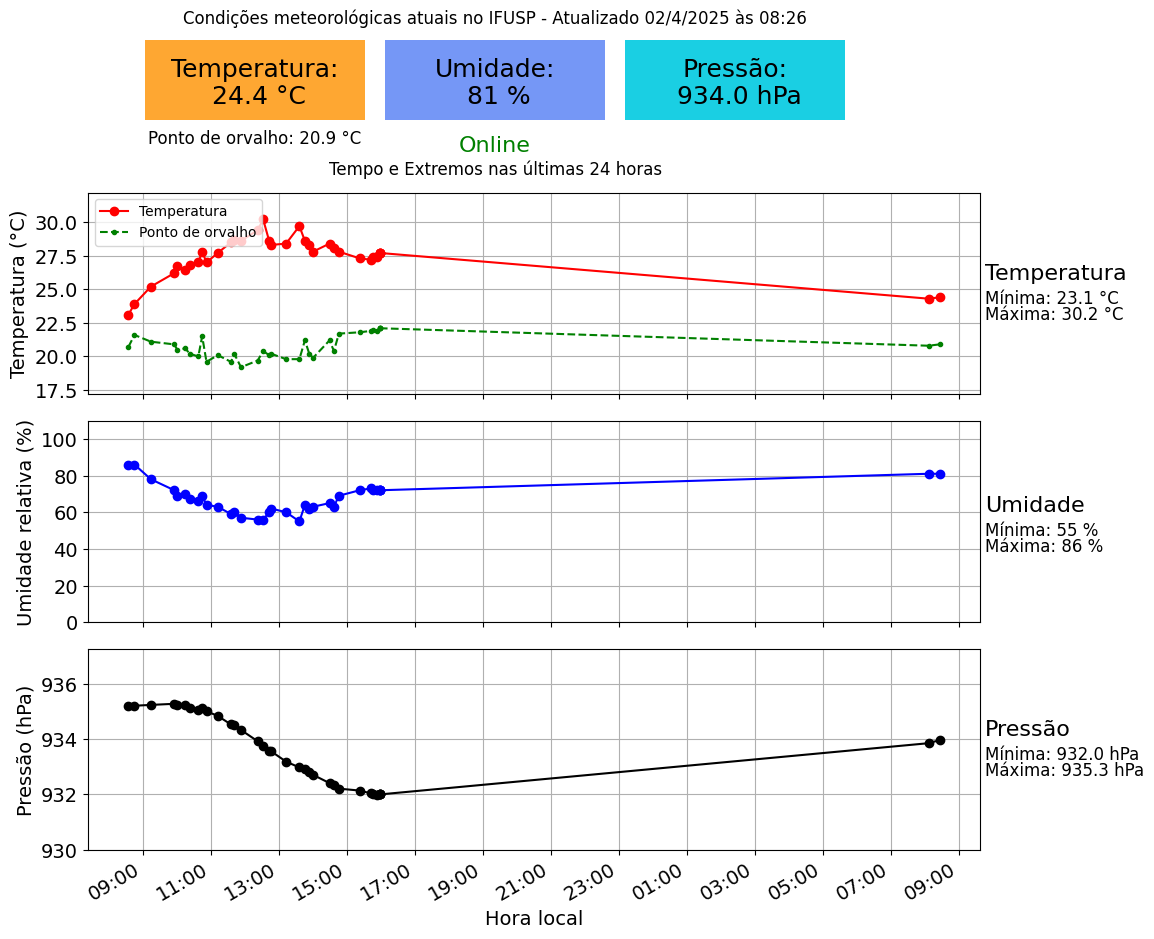 Condições meteorológicas atuais no IFUSP - Atualizado 02/4/2025 às 08:26
Temperatura:
24.4 °C
Umidade:
81 %
Pressão:
934.0 hPa
Ponto de orvalho: 20.9 °C
Online
Tempo e Extremos nas últimas 24 horas
Temperatura (°C)
30.0
27.5
25.0
22.5
20.0
17.5
Temperatura
Ponto de orvalho
Temperatura
Mínima: 23.1 °C
Máxima: 30.2 °C
Umidade relativa (%)
100
80
60
40
20
0
Umidade
Mínima: 55 %
Máxima: 86 %
Pressão (hPa)
936
934
932
930
Pressão
Mínima: 932.0 hPa
Máxima: 935.3 hPa
09:00 11:00 13:00 15:00 17:00 19:00 21:00 23:00 01:00 03:00 05:00 07:00 09:00
Hora local